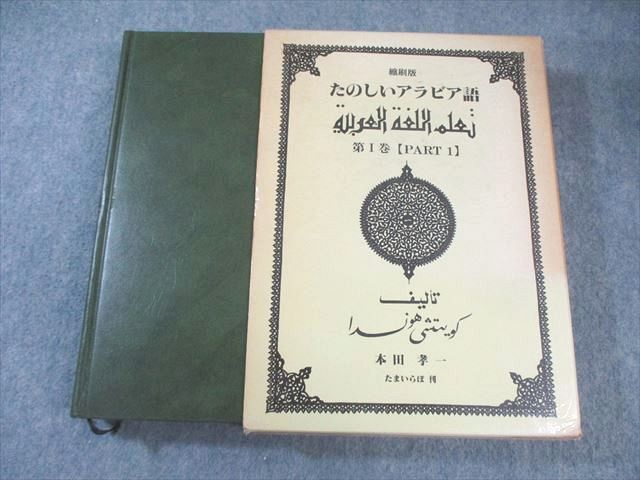 縮刷版
たのしいアラビア語
تعلم اللغة العربية
第Ⅰ巻【PART 1】
تأليف
كويتشي هوندا
本田孝一
たまいらぼ 刊